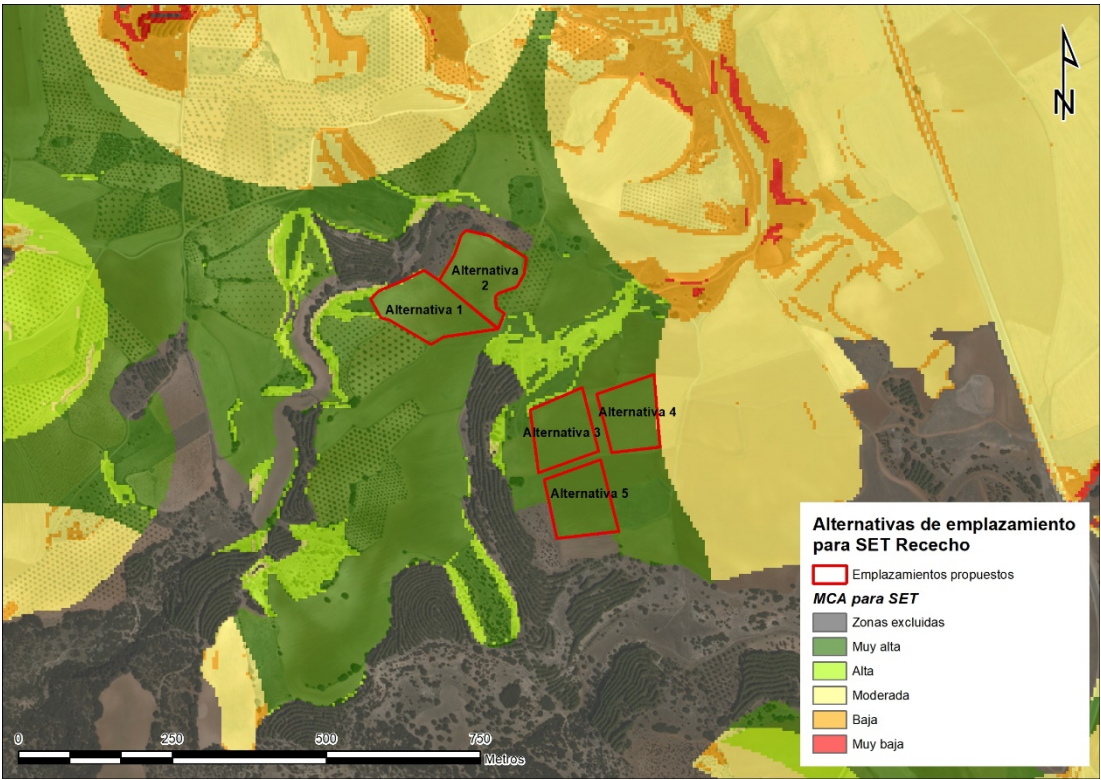 N
Alternativa
2
Alternativa 1
Alternativa 4
Alternativa 3
Alternativa 5
Alternativas de emplazamiento
para SET Rececho
Emplazamientos propuestos
MCA para SET
Zonas excluidas
Muy alta
Alta
Moderada
Baja
Muy baja
0 250 500 750
Metros